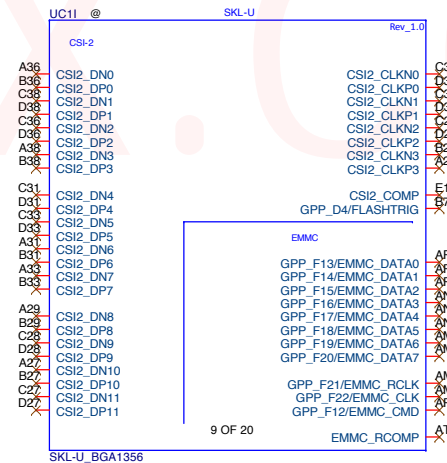 UC1I @ SKL-U
Rev_1.0
CSI-2
A36 CSI2_DN0 CSI2_CLKN0
B36 CSI2_DP0 CSI2_CLKP0
C38 CSI2_DN1 CSI2_CLKN1
D38 CSI2_DP1 CSI2_CLKP1
C36 CSI2_DN2 CSI2_CLKN2
D36 CSI2_DP2 CSI2_CLKP2
A38 CSI2_DN3 CSI2_CLKN3
B38 CSI2_DP3 CSI2_CLKP3
C31 CSI2_DN4 CSI2_COMP
D31 CSI2_DP4 GPP_D4/FLASHTRIG
C33 CSI2_DN5
D33 CSI2_DP5 EMMC
A31 CSI2_DN6
B31 CSI2_DP6 GPP_F13/EMMC_DATA0
A33 CSI2_DN7 GPP_F14/EMMC_DATA1
B33 CSI2_DP7 GPP_F15/EMMC_DATA2
GPP_F16/EMMC_DATA3
A29 CSI2_DN8 GPP_F17/EMMC_DATA4
B29 CSI2_DP8 GPP_F18/EMMC_DATA5
C28 CSI2_DN9 GPP_F19/EMMC_DATA6
D28 CSI2_DP9 GPP_F20/EMMC_DATA7
A27 CSI2_DN10
B27 CSI2_DP10 GPP_F21/EMMC_RCLK
C27 CSI2_DN11 GPP_F22/EMMC_CLK
D27 CSI2_DP11 GPP_F12/EMMC_CMD
9 OF 20
EMMC_RCOMP
SKL-U_BGA1356